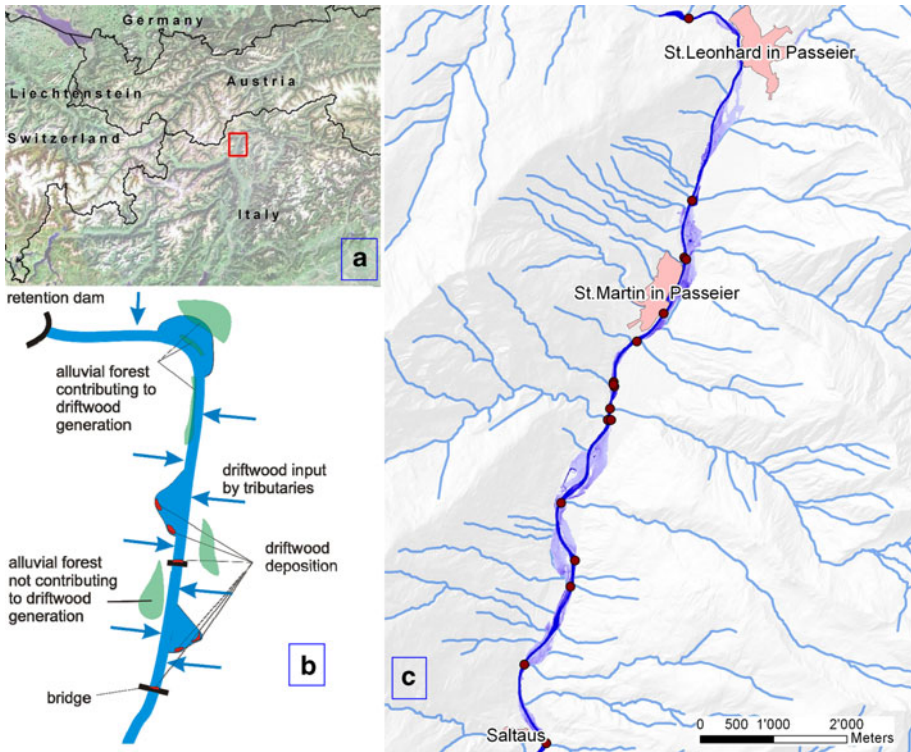 Germany
Austria
Liechtenstein
Switzerland
Italy
a
retention dam
alluvial forest
contributing to
driftwood
generation
driftwood input
by tributaries
driftwood
deposition
alluvial forest
not contributing
to driftwood
generation
bridge
b
St.Leonhard in Passeier
St.Martin in Passeier
Saltaus
c
0 500 1'000 2'000
Meters